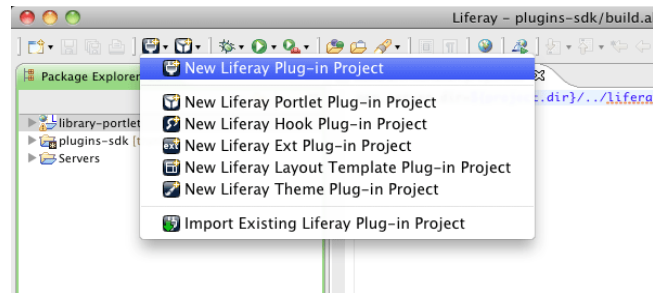 Liferay – plugins-sdk/build.
Package Explorer
New Liferay Plug-in Project
New Liferay Portlet Plug-in Project
New Liferay Hook Plug-in Project
New Liferay Ext Plug-in Project
New Liferay Layout Template Plug-in Project
New Liferay Theme Plug-in Project
Import Existing Liferay Plug-in Project
library-portlet
plugins-sdk [
Servers
.dir}/../lifera